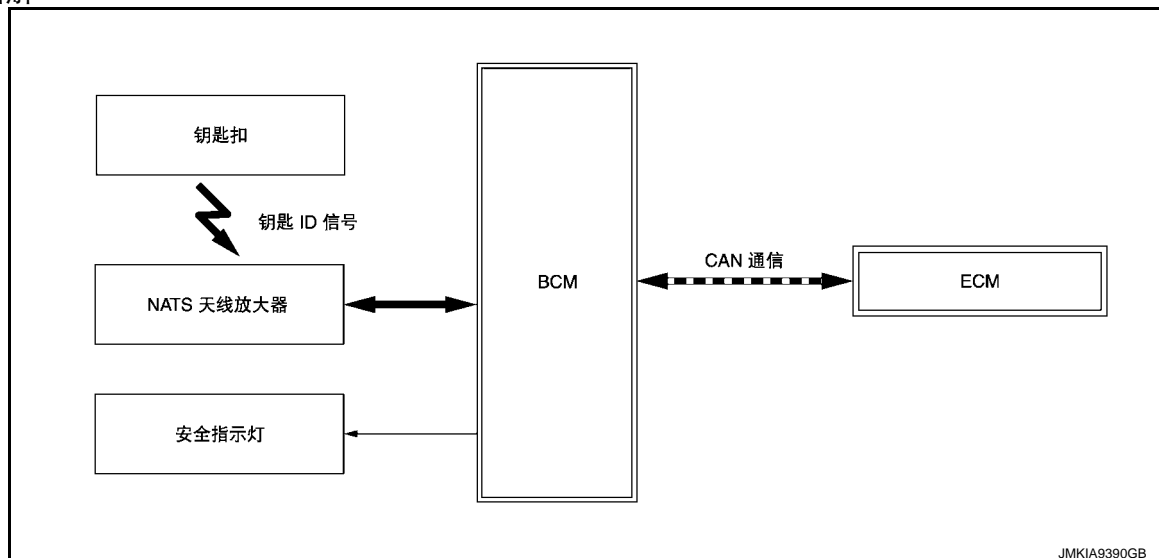 钥匙扣
钥匙 ID 信号
NATS 天线放大器
安全指示灯
BCM
CAN 通信
ECM
JMKIA9390GB